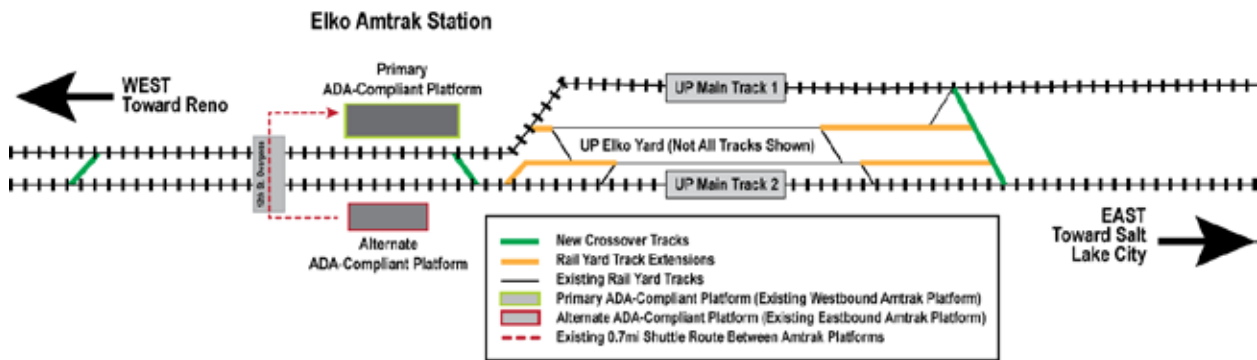 Elko Amtrak Station
WEST
Toward Reno
Primary
ADA-Compliant Platform
UP Main Track 1
12th St. Overpass
UP Elko Yard (Not All Tracks Shown)
UP Main Track 2
Alternate
ADA-Compliant Platform
EAST
Toward Salt
Lake City
New Crossover Tracks
Rail Yard Track Extensions
Existing Rail Yard Tracks
Primary ADA-Compliant Platform (Existing Westbound Amtrak Platform)
Alternate ADA-Compliant Platform (Existing Eastbound Amtrak Platform)
Existing 0.7mi Shuttle Route Between Amtrak Platforms